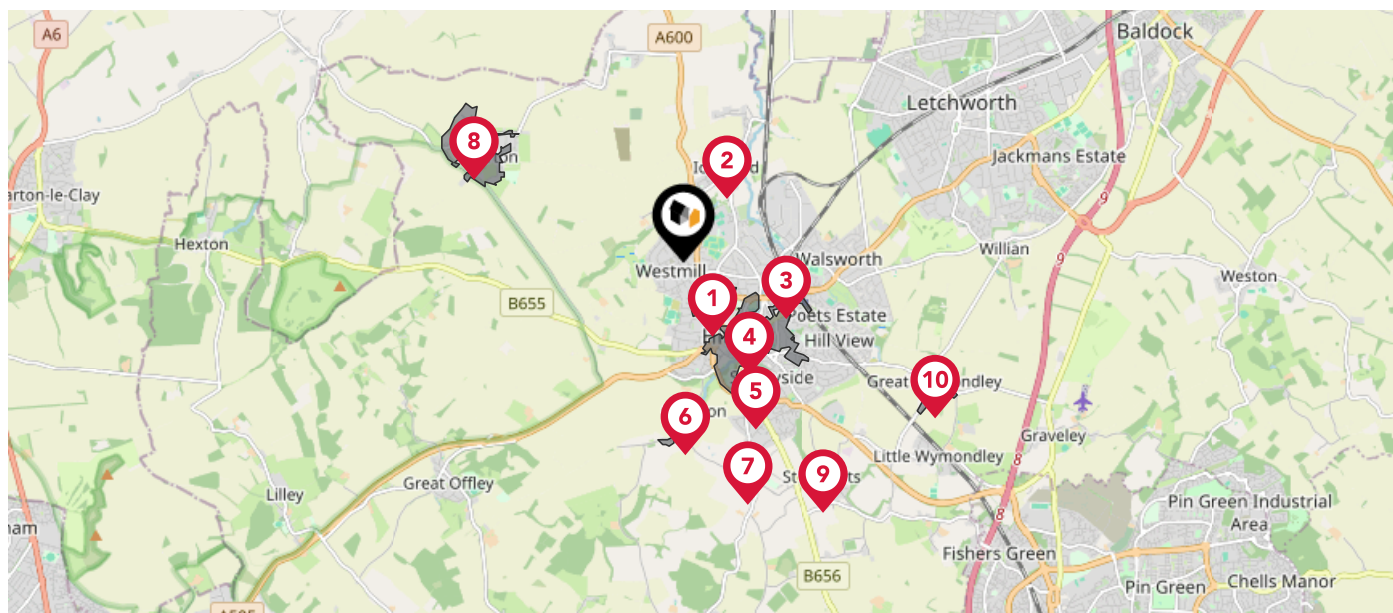 A6
A600
Baldock
Letchworth
8
2
Jackmans Estate
arton-le-Clay
9
Hexton
Willian
Walsworth
9
Westmill
3
Weston
B655
1
Poets Estate
4
Hill View
Great
10
5
6
Graveley
Little Wymondley
8
7
9
Great Offley
Lilley
Pin Green Industrial
Area
8
ham
Fishers Green
B656
Pin Green
Chells Manor